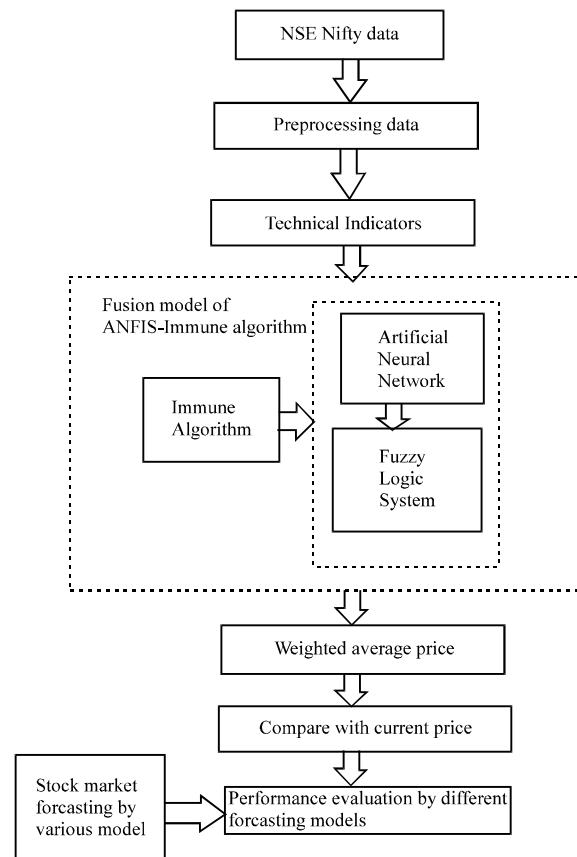 NSE Nifty data
Preprocessing data
Technical Indicators
Fusion model of
ANFIS-Immune algorithm
Artificial
Neural
Network
Immune
Algorithm
Fuzzy
Logic
System
Weighted average price
Compare with current price
Stock market
forcasting by
various model
Performance evaluation by different
forcasting models